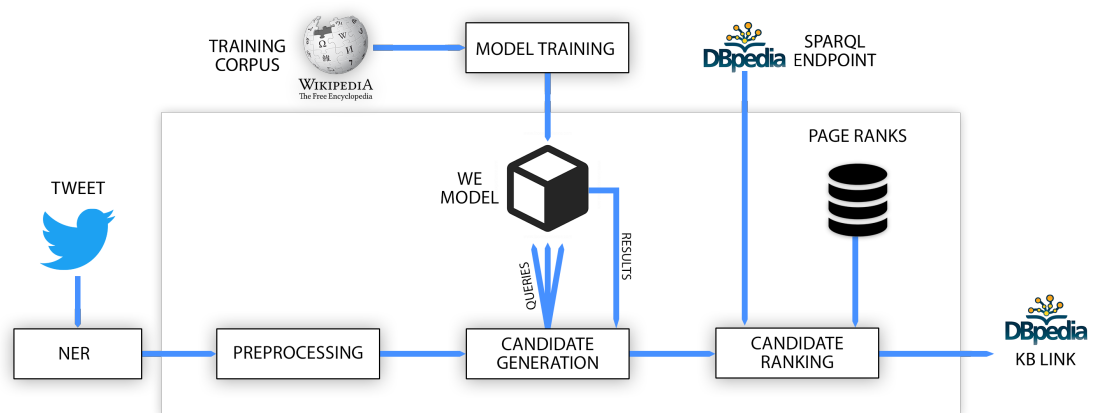 TRAINING
CORPUS
Ω
W
И
WIKIPEDIA
The Free Encyclopedia
MODEL TRAINING
DBpedia
SPARQL
ENDPOINT
PAGE RANKS
WE
MODEL
TWEET
QUERIES
RESULTS
NER
PREPROCESSING
CANDIDATE
GENERATION
CANDIDATE
RANKING
DBpedia
KB LINK